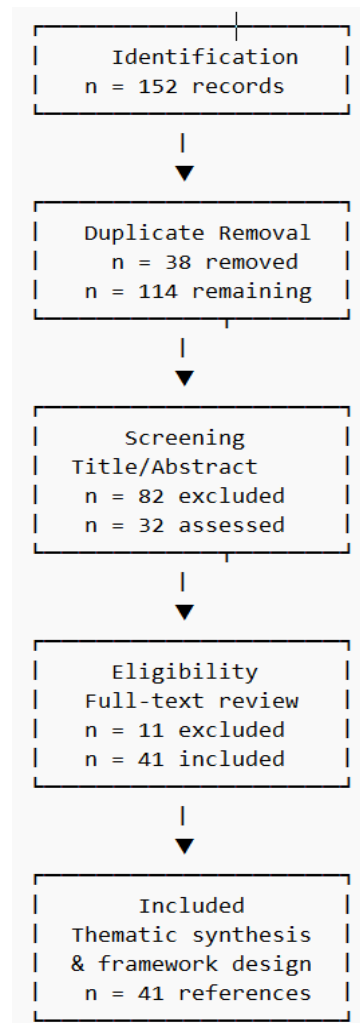 Identification
n = 152 records
Duplicate Removal
n = 38 removed
n = 114 remaining
Screening
Title/Abstract
n = 82 excluded
n = 32 assessed
Eligibility
Full-text review
n = 11 excluded
n = 41 included
Included
Thematic synthesis
& framework design
n = 41 references